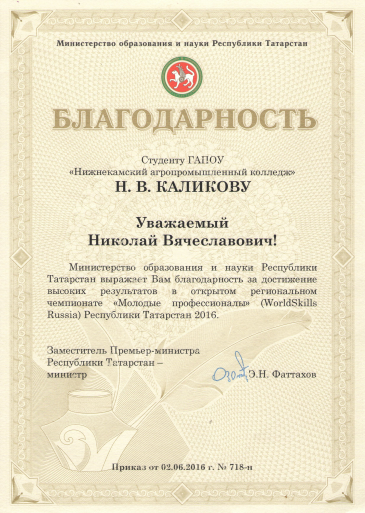 Министерство образования и науки Республики Татарстан
БЛАГОДАРНОСТЬ
Студенту ГАПОУ
«Нижнекамский агропромышленный колледж»
Н. В. КАЛИКОВУ
Уважаемый
Николай Вячеславович!
Министерство образования и науки Республики
Татарстан выражает Вам благодарность за достижение
высоких результатов в открытом региональном
чемпионате «Молодые профессионалы» (WorldSkills
Russia) Республики Татарстан 2016.
Заместитель Премьер-министра
Республики Татарстан –
министр
Э.Н. Фаттахов
Приказ от 02.06.2016 г. № 718-н